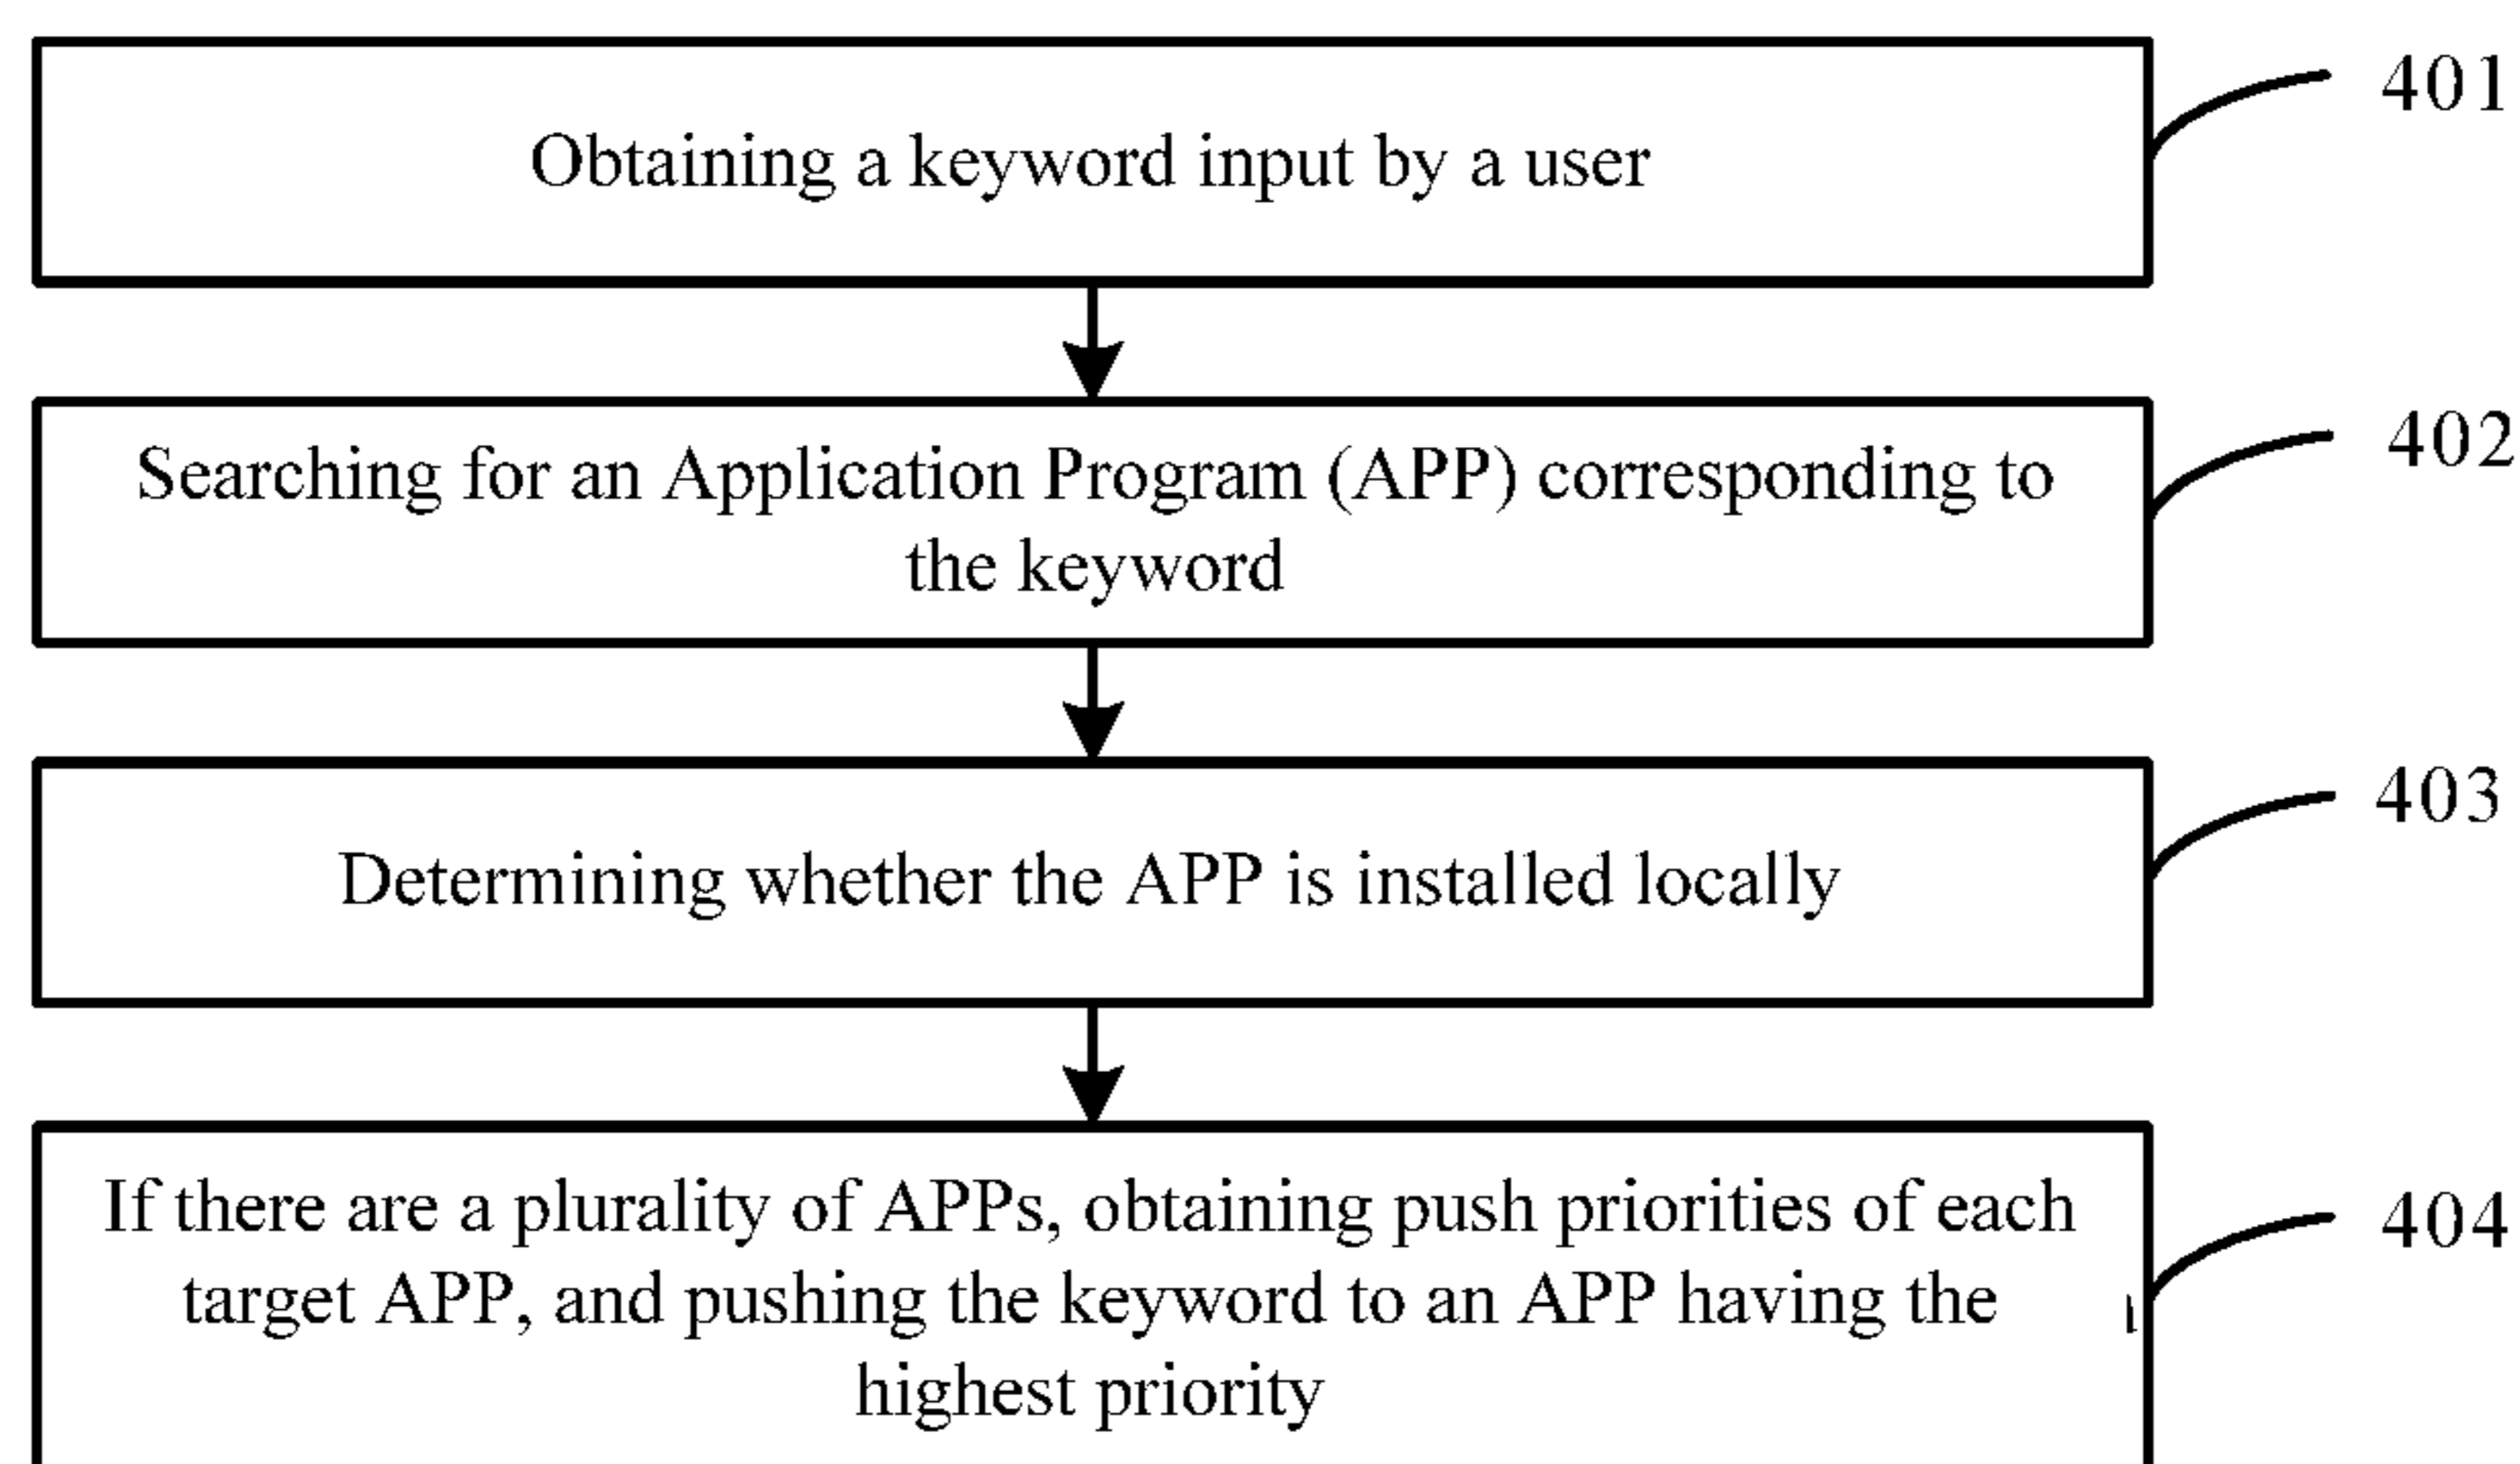 401
Obtaining a keyword input by a user
402
Searching for an Application Program (APP) corresponding to
the keyword
403
Determining whether the APP is installed locally
404
If there are a plurality of APPs, obtaining push priorities of each
target APP, and pushing the keyword to an APP having the
highest priority